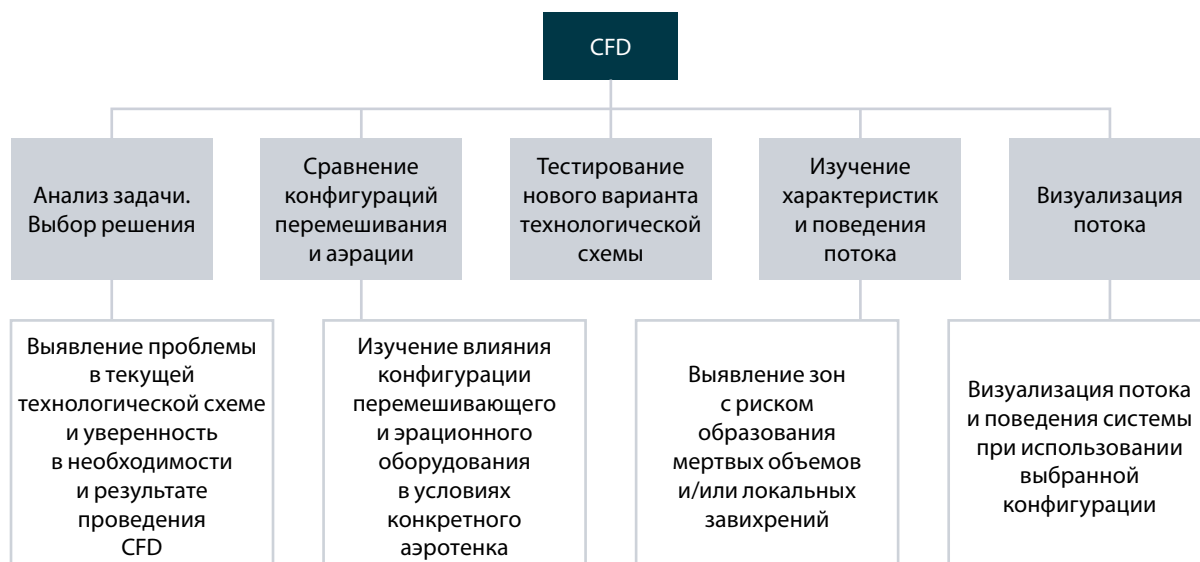 CFD
Анализ задачи.
Выбор решения
Сравнение
конфигураций
перемешивания
и аэрации
Тестирование
нового варианта
технологической
схемы
Изучение
характеристик
и поведения
потока
Визуализация
потока
Выявление проблемы
в текущей
технологической схеме
и уверенность
в необходимости
и результате
проведения
CFD
Изучение влияния
конфигурации
перемешивающего
и эрационного
оборудования
в условиях
конкретного
аэротенка
Выявление зон
с риском
образования
мертвых объемов
и/или локальных
завихрений
Визуализация потока
и поведения системы
при использовании
выбранной
конфигурации